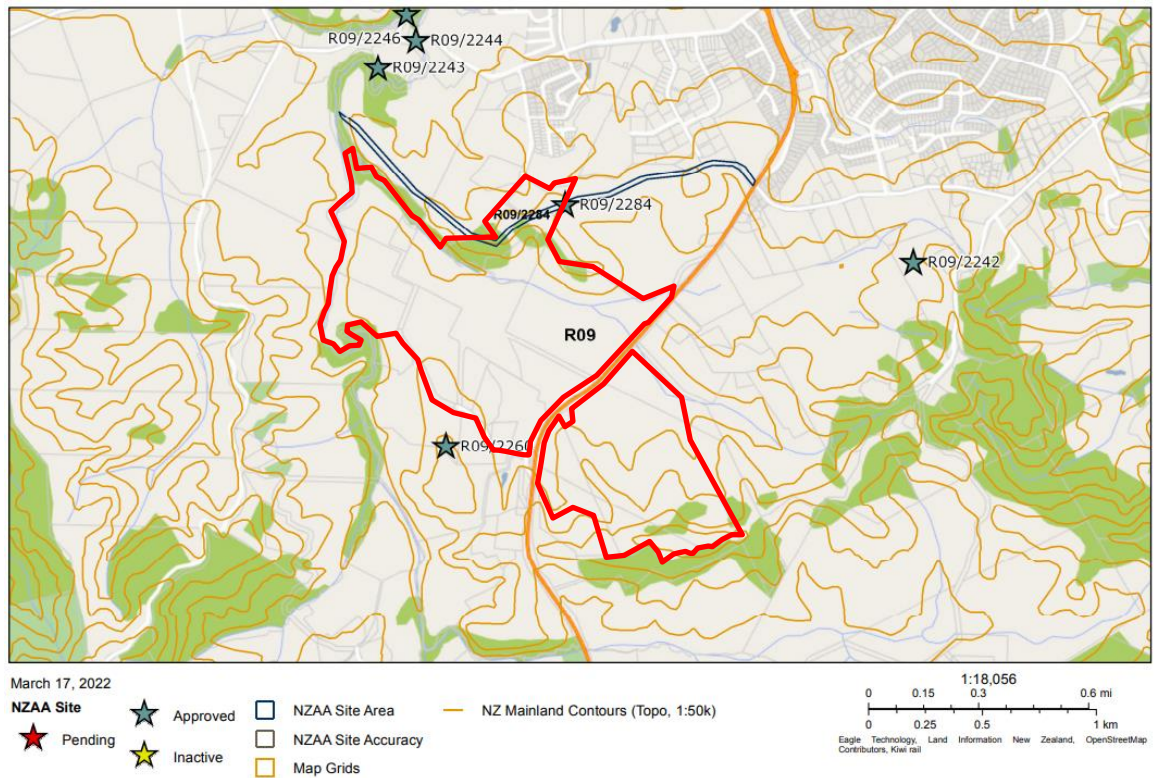 R09/2246
R09/2244
R09/2243
R09/2284
R09/2284
R09/2242
R09
R09/2260
March 17, 2022
NZAA Site
Pending
Approved
Inactive
NZAA Site Area
NZAA Site Accuracy
Map Grids
NZ Mainland Contours (Topo, 1:50k)
1:18,056
0 0.15 0.3 0.6 mi
0 0.25 0.5 1 km
Eagle Technology, Land Information New Zealand, OpenStreetMap
Contributors, Kiwi rail